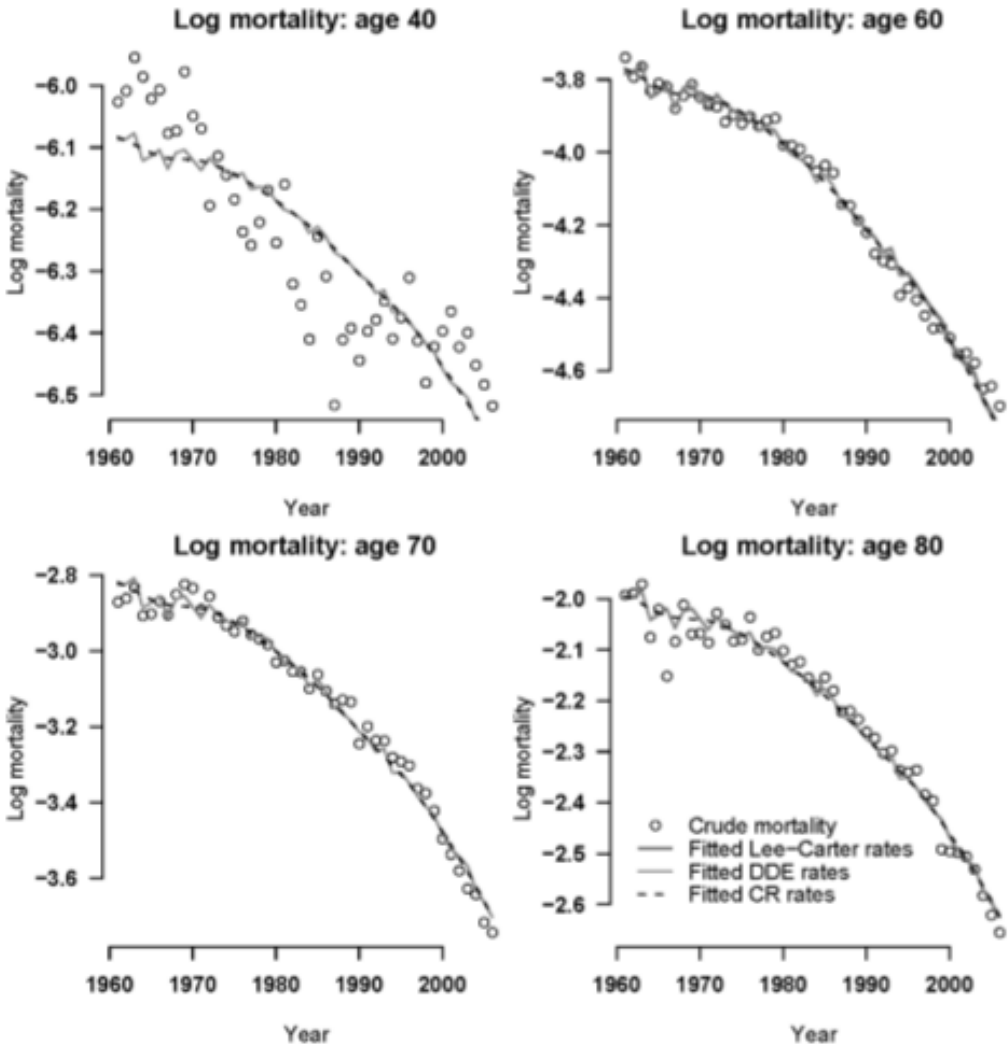 Log mortality: age 40
Log mortality
−6.0
−6.1
−6.2
−6.3
−6.4
−6.5
1960 1970 1980 1990 2000
Year
Log mortality: age 60
Log mortality
−3.8
−4.0
−4.2
−4.4
−4.6
1960 1970 1980 1990 2000
Year
Log mortality: age 70
Log mortality
−2.8
−3.0
−3.2
−3.4
−3.6
1960 1970 1980 1990 2000
Year
Log mortality: age 80
Log mortality
−2.0
−2.1
−2.2
−2.3
−2.4
−2.5
−2.6
Crude mortality
Fitted Lee−Carter rates
Fitted DDE rates
Fitted CR rates
1960 1970 1980 1990 2000
Year